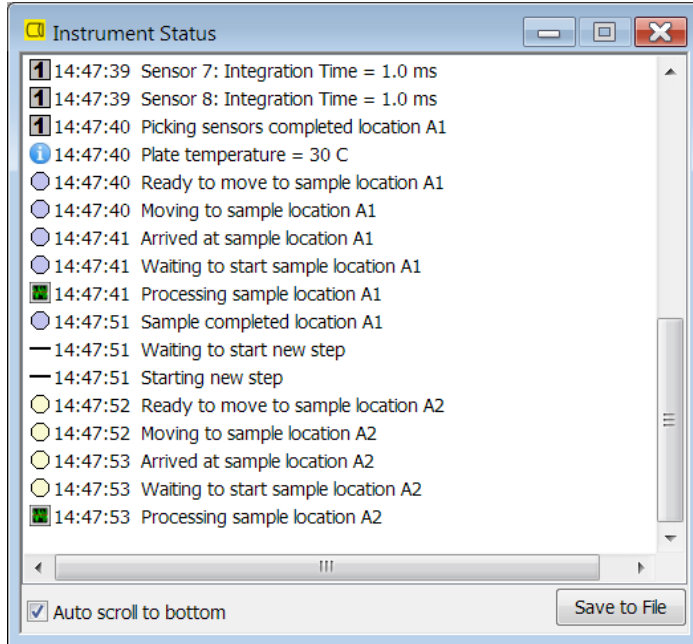 Instrument Status
1 14:47:39 Sensor 7: Integration Time = 1.0 ms
1 14:47:39 Sensor 8: Integration Time = 1.0 ms
1 14:47:40 Picking sensors completed location A1
i 14:47:40 Plate temperature = 30 C
14:47:40 Ready to move to sample location A1
14:47:40 Moving to sample location A1
14:47:41 Arrived at sample location A1
14:47:41 Waiting to start sample location A1
14:47:41 Processing sample location A1
14:47:51 Sample completed location A1
14:47:51 Waiting to start new step
14:47:51 Starting new step
14:47:52 Ready to move to sample location A2
14:47:52 Moving to sample location A2
14:47:53 Arrived at sample location A2
14:47:53 Waiting to start sample location A2
14:47:53 Processing sample location A2
Auto scroll to bottom
Save to File